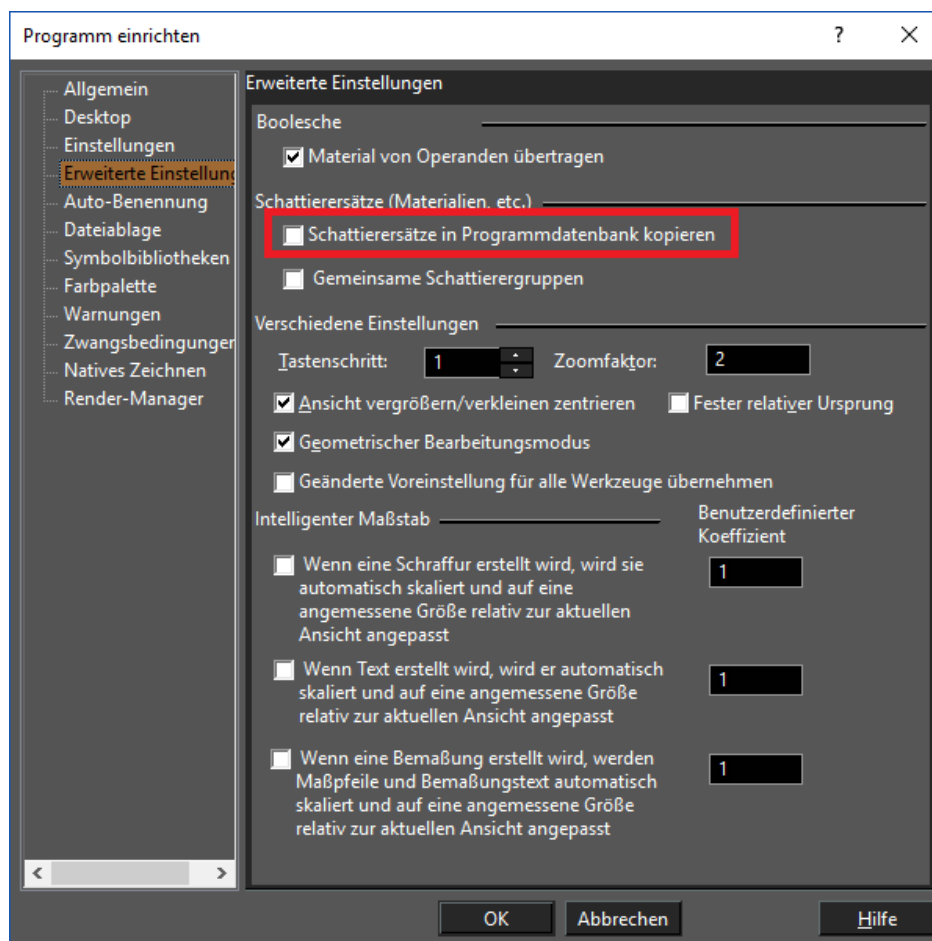 Programm einrichten
?
Allgemein
Desktop
Einstellungen
Erweiterte Einstellung
Auto-Benennung
Dateiablage
Symbolbibliotheken
Farbpalette
Warnungen
Zwangsbedingunger
Natives Zeichnen
Render-Manager
Erweiterte Einstellungen
Boolesche
Material von Operanden übertragen
Schattierersätze (Materialien, etc.)
Schattierersätze in Programmdatenbank kopieren
Gemeinsame Schattierergruppen
Verschiedene Einstellungen
Tastenschritt: 1 Zoomfaktor: 2
Ansicht vergrößern/verkleinen zentrieren Fester relativer Ursprung
Geometrischer Bearbeitungsmodus
Geänderte Voreinstellung für alle Werkzeuge übernehmen
Intelligenter Maßstab
Benutzerdefinierter
Koeffizient
Wenn eine Schraffur erstellt wird, wird sie
automatisch skaliert und auf eine
angemessene Größe relativ zur aktuellen
Ansicht angepasst
1
Wenn Text erstellt wird, wird er automatisch
skaliert und auf eine angemessene Größe
relativ zur aktuellen Ansicht angepasst
1
Wenn eine Bemaßung erstellt wird, werden
Maßpfeile und Bemaßungstext automatisch
skaliert und auf eine angemessene Größe
relativ zur aktuellen Ansicht angepasst
1
OK Abbrechen Hilfe